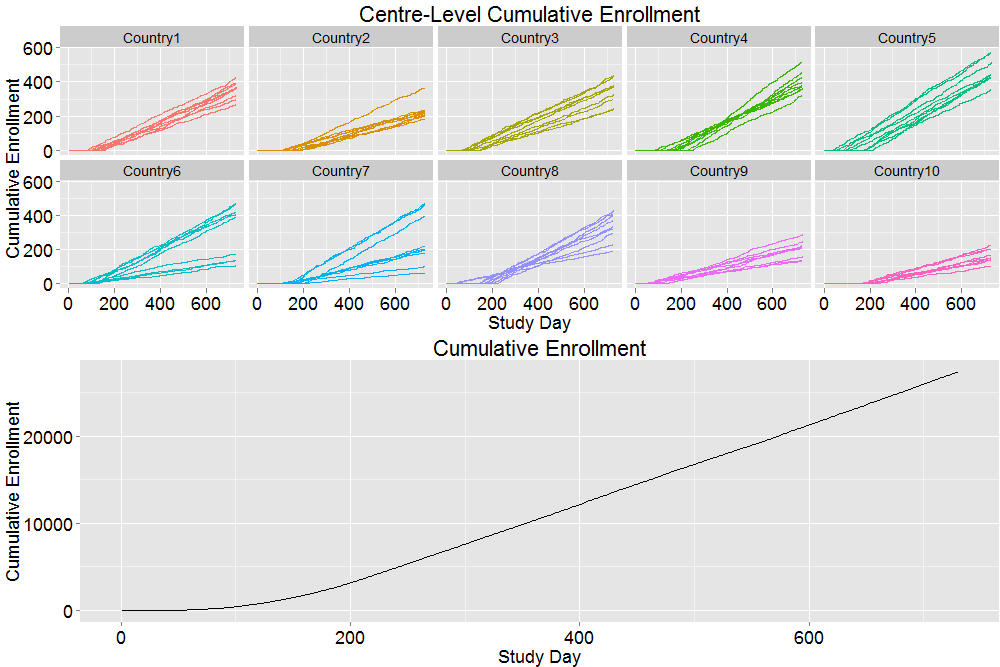 Centre-Level Cumulative Enrollment
Country1 Country2 Country3 Country4 Country5
600
400
200
0
Country6 Country7 Country8 Country9 Country10
600
400
200
0
0 200 400 600 0 200 400 600 0 200 400 600 0 200 400 600 0 200 400 600
Study Day
Cumulative Enrollment
Cumulative Enrollment
20000
10000
0
0 200 400 600
Study Day
Cumulative Enrollment